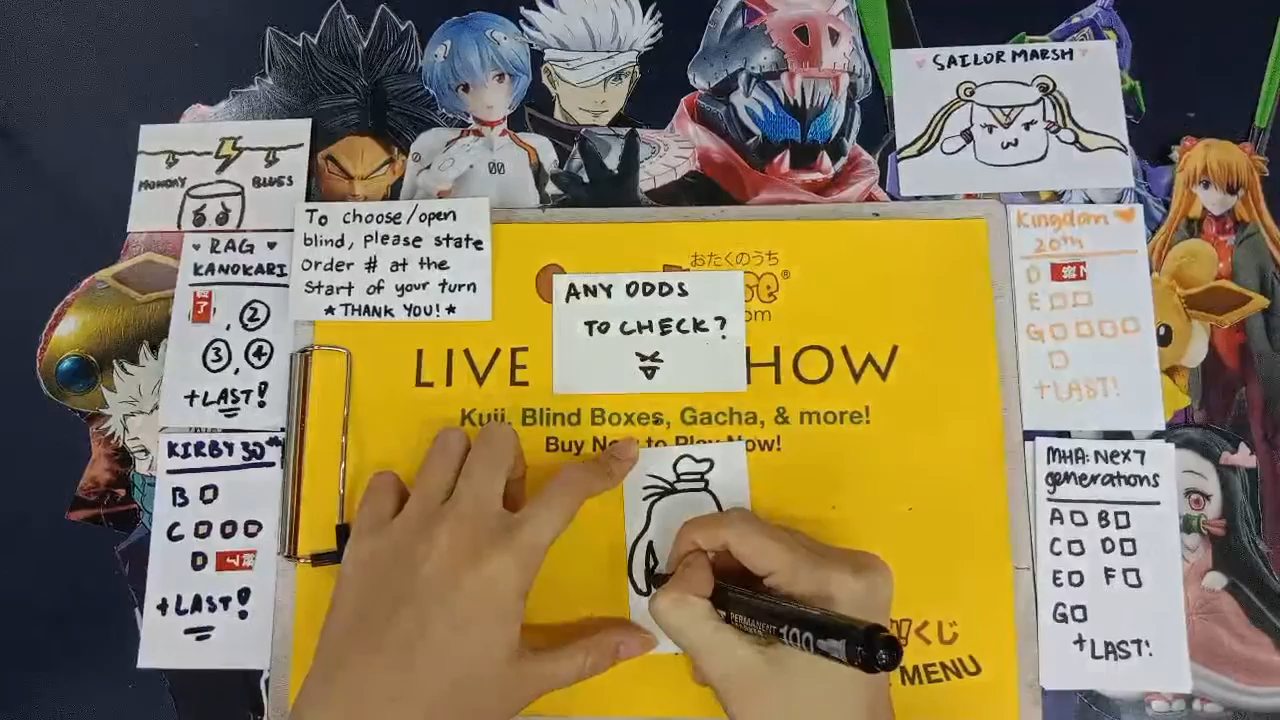 SAILOR MARSH
MONDAY BLUES
♥ RAG ♥
KANOKARI
了, ②
③, ④
+LAST!
KIRBY 30th
B □
C □ □ □
D
+LAST!
To choose/open
blind, please state
Order # at the
Start of your turn
★THANK YOU!★
おたくのうち
ANY ODDS
TO CHECK?
LIVE HOW
Kuji, Blind Boxes, Gacha, & more!
Buy Now to Play Now!
くじ
MENU
PERMANENT
100
00
Kingdom ♥
20th
D
E □ □
G □ □ □ □
□
+LAST!
MHA: Next
generations
A □ B □
C □ D □
E □ F □
G □
+LAST!